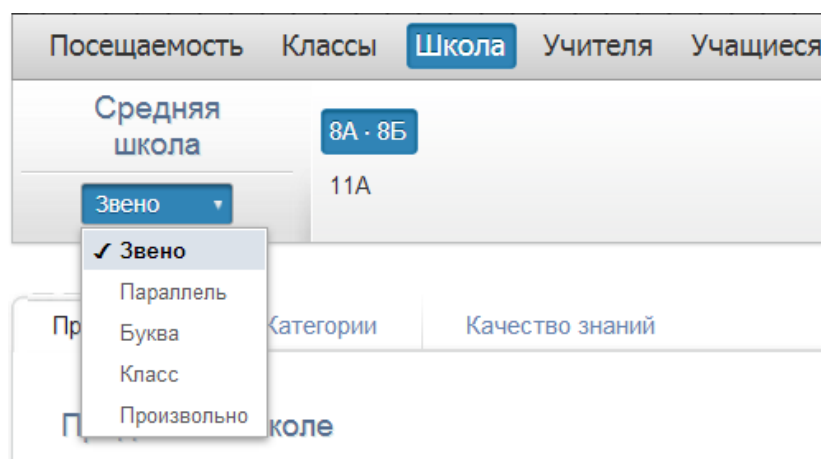 Посещаемость Классы Школа Учителя Учащиеся
Средняя
школа
8А · 8Б
11А
Звено
✓ Звено
Параллель
Буква
Класс
Произвольно
Категории Качество знаний